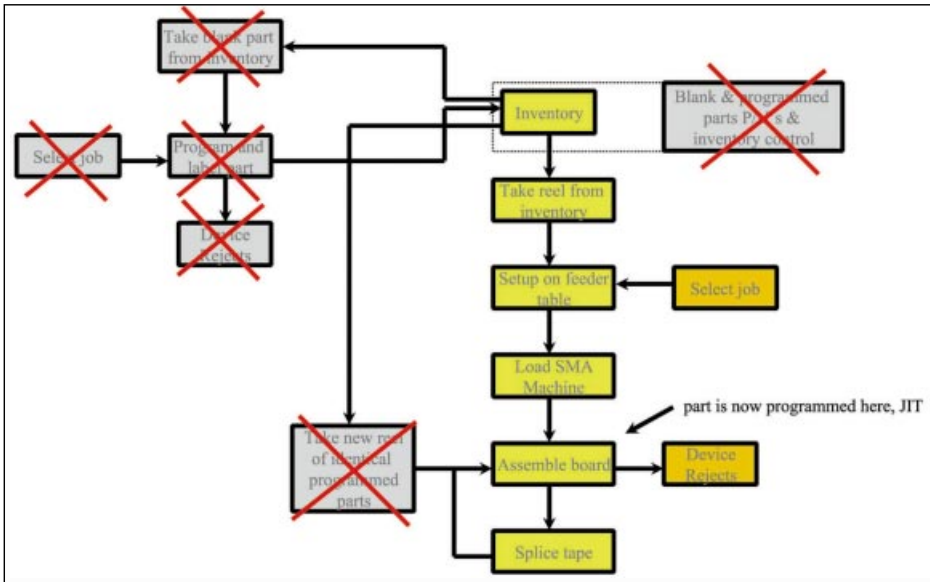 Take blank part
from inventory
Inventory
Blank & programmed
parts P/N's &
inventory control
Select job
Program and
label part
Take reel from
inventory
Device
Rejects
Setup on feeder
table
Select job
Load SMA
Machine
part is now programmed here, JIT
Take new reel
of identical
programmed
parts
Assemble board
Device
Rejects
Splice tape